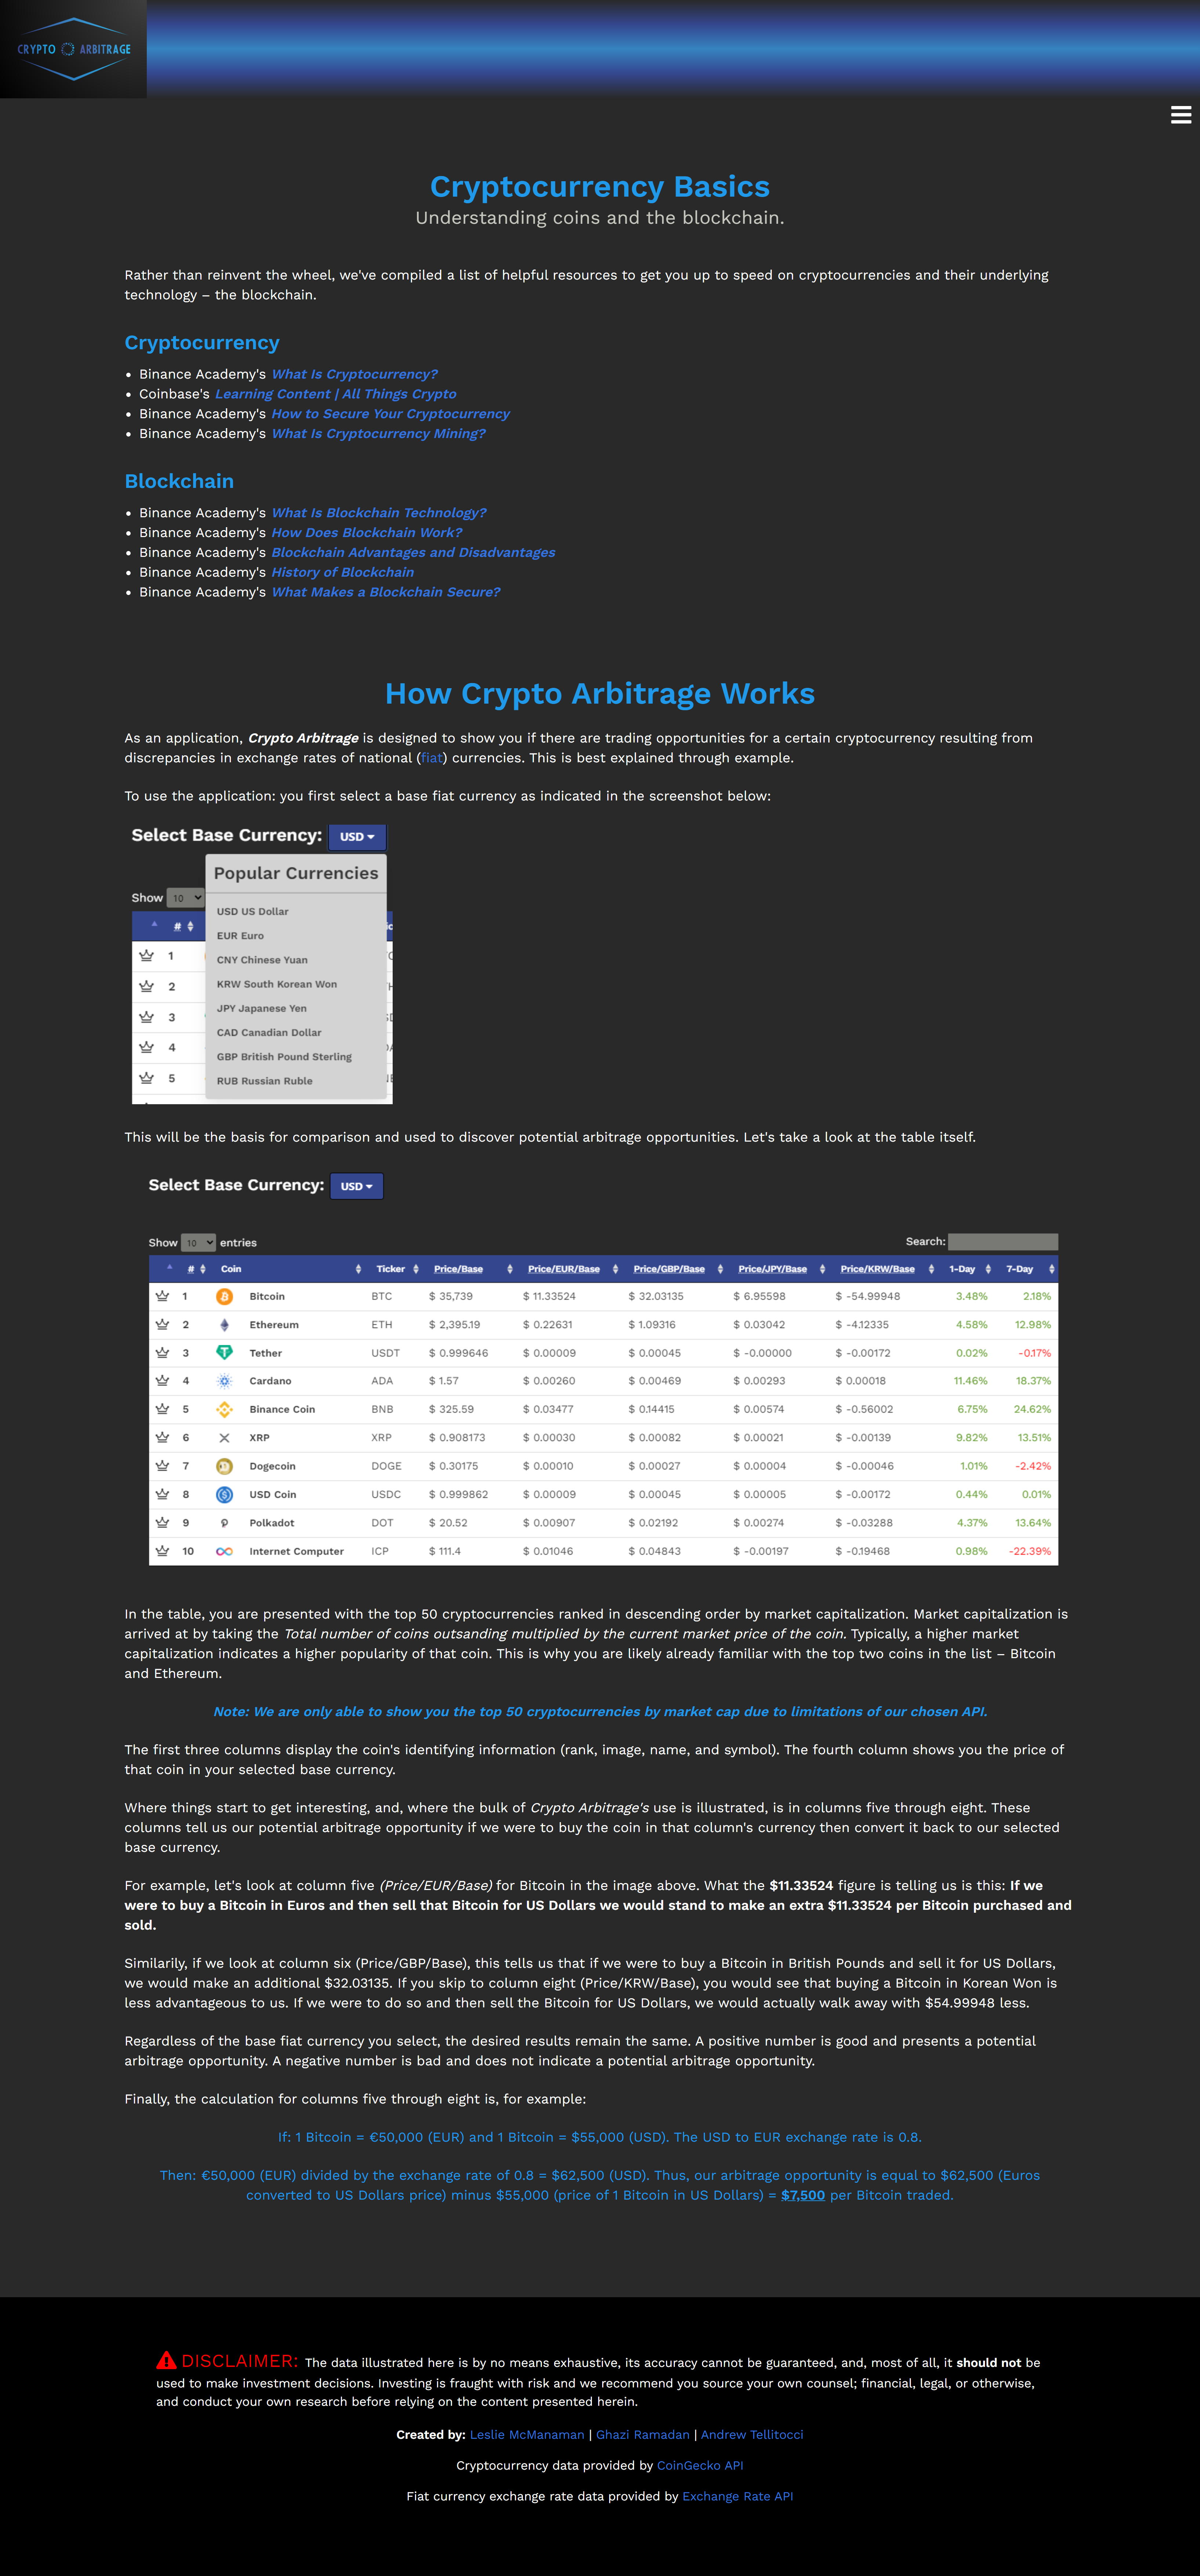 CRYPTO ARBITRAGE
Cryptocurrency Basics
Understanding coins and the blockchain.
Rather than reinvent the wheel, we've compiled a list of helpful resources to get you up to speed on cryptocurrencies and their underlying
technology – the blockchain.
Cryptocurrency
• Binance Academy's What Is Cryptocurrency?
• Coinbase's Learning Content | All Things Crypto
• Binance Academy's How to Secure Your Cryptocurrency
• Binance Academy's What Is Cryptocurrency Mining?
Blockchain
• Binance Academy's What Is Blockchain Technology?
• Binance Academy's How Does Blockchain Work?
• Binance Academy's Blockchain Advantages and Disadvantages
• Binance Academy's History of Blockchain
• Binance Academy's What Makes a Blockchain Secure?
How Crypto Arbitrage Works
As an application, Crypto Arbitrage is designed to show you if there are trading opportunities for a certain cryptocurrency resulting from
discrepancies in exchange rates of national (fiat) currencies. This is best explained through example.
To use the application: you first select a base fiat currency as indicated in the screenshot below:
Select Base Currency: USD
Popular Currencies
Show 10
USD US Dollar
#
EUR Euro
1
CNY Chinese Yuan
2 KRW South Korean Won
3 JPY Japanese Yen
CAD Canadian Dollar
4
GBP British Pound Sterling
5 RUB Russian Ruble
This will be the basis for comparison and used to discover potential arbitrage opportunities. Let's take a look at the table itself.
Select Base Currency: USD
Show 10 entries Search:
# Coin Ticker Price/Base Price/EUR/Base Price/GBP/Base Price/JPY/Base Price/KRW/Base 1-Day 7-Day
1 Bitcoin BTC $ 35,739 $ 11.33524 $ 32.03135 $ 6.95598 $ -54.99948 3.48% 2.18%
2 Ethereum ETH $ 2,395.19 $ 0.22631 $ 1.09316 $ 0.03042 $ -4.12335 4.58% 12.98%
3 Tether USDT $ 0.999646 $ 0.00009 $ 0.00045 $ -0.00000 $ -0.00172 0.02% -0.17%
4 Cardano ADA $ 1.57 $ 0.00260 $ 0.00469 $ 0.00293 $ 0.00018 11.46% 18.37%
5 Binance Coin BNB $ 325.59 $ 0.03477 $ 0.14415 $ 0.00574 $ -0.56002 6.75% 24.62%
6 XRP XRP $ 0.908173 $ 0.00030 $ 0.00082 $ 0.00021 $ -0.00139 9.82% 13.51%
7 Dogecoin DOGE $ 0.30175 $ 0.00010 $ 0.00027 $ 0.00004 $ -0.00046 1.01% -2.42%
8 USD Coin USDC $ 0.999862 $ 0.00009 $ 0.00045 $ 0.00005 $ -0.00172 0.44% 0.01%
9 Polkadot DOT $ 20.52 $ 0.00907 $ 0.02192 $ 0.00274 $ -0.03288 4.37% 13.64%
10 Internet Computer ICP $ 111.4 $ 0.01046 $ 0.04843 $ -0.00197 $ -0.19468 0.98% -22.39%
In the table, you are presented with the top 50 cryptocurrencies ranked in descending order by market capitalization. Market capitalization is
arrived at by taking the Total number of coins outsanding multiplied by the current market price of the coin. Typically, a higher market
capitalization indicates a higher popularity of that coin. This is why you are likely already familiar with the top two coins in the list – Bitcoin
and Ethereum.
Note: We are only able to show you the top 50 cryptocurrencies by market cap due to limitations of our chosen API.
The first three columns display the coin's identifying information (rank, image, name, and symbol). The fourth column shows you the price of
that coin in your selected base currency.
Where things start to get interesting, and, where the bulk of Crypto Arbitrage's use is illustrated, is in columns five through eight. These
columns tell us our potential arbitrage opportunity if we were to buy the coin in that column's currency then convert it back to our selected
base currency.
For example, let's look at column five (Price/EUR/Base) for Bitcoin in the image above. What the $11.33524 figure is telling us is this: If we
were to buy a Bitcoin in Euros and then sell that Bitcoin for US Dollars we would stand to make an extra $11.33524 per Bitcoin purchased and
sold.
Similarily, if we look at column six (Price/GBP/Base), this tells us that if we were to buy a Bitcoin in British Pounds and sell it for US Dollars,
we would make an additional $32.03135. If you skip to column eight (Price/KRW/Base), you would see that buying a Bitcoin in Korean Won is
less advantageous to us. If we were to do so and then sell the Bitcoin for US Dollars, we would actually walk away with $54.99948 less.
Regardless of the base fiat currency you select, the desired results remain the same. A positive number is good and presents a potential
arbitrage opportunity. A negative number is bad and does not indicate a potential arbitrage opportunity.
Finally, the calculation for columns five through eight is, for example:
If: 1 Bitcoin = €50,000 (EUR) and 1 Bitcoin = $55,000 (USD). The USD to EUR exchange rate is 0.8.
Then: €50,000 (EUR) divided by the exchange rate of 0.8 = $62,500 (USD). Thus, our arbitrage opportunity is equal to $62,500 (Euros
converted to US Dollars price) minus $55,000 (price of 1 Bitcoin in US Dollars) = $7,500 per Bitcoin traded.
DISCLAIMER: The data illustrated here is by no means exhaustive, its accuracy cannot be guaranteed, and, most of all, it should not be
used to make investment decisions. Investing is fraught with risk and we recommend you source your own counsel; financial, legal, or otherwise,
and conduct your own research before relying on the content presented herein.
Created by: Leslie McManaman | Ghazi Ramadan | Andrew Tellitocci
Cryptocurrency data provided by CoinGecko API
Fiat currency exchange rate data provided by Exchange Rate API